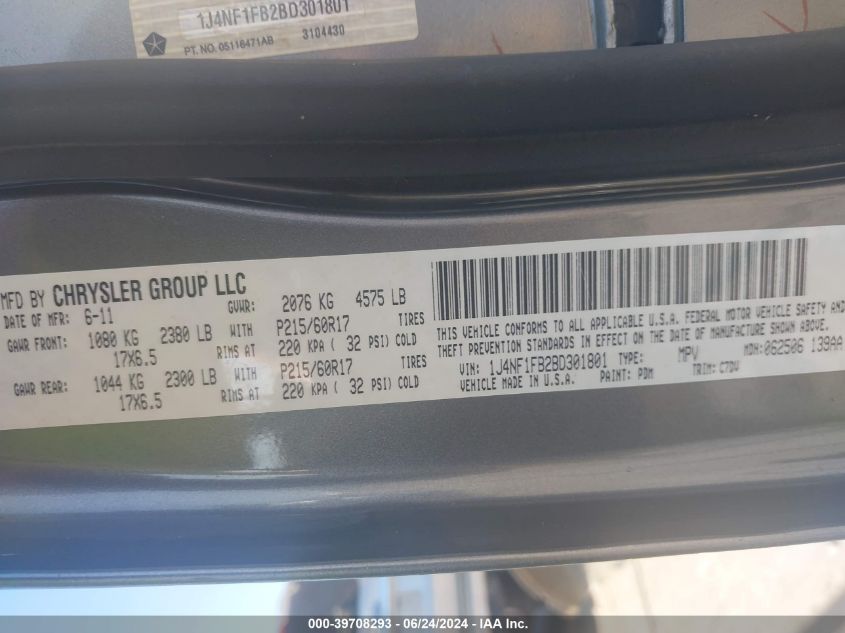 1J4NF1FB2BD301801
PT. NO. 05116471AB 3104430
MFD BY CHRYSLER GROUP LLC
DATE OF MFR: 6-11 GVWR: 2076 KG 4575 LB
GAWR FRONT: 1080 KG 2380 LB WITH P215/60R17 TIRES
17X6.5 RIMS AT 220 KPA ( 32 PSI) COLD
GAWR REAR: 1044 KG 2300 LB WITH P215/60R17 TIRES
17X6.5 RIMS AT 220 KPA ( 32 PSI) COLD
THIS VEHICLE CONFORMS TO ALL APPLICABLE U.S.A. FEDERAL MOTOR VEHICLE SAFETY AND
THEFT PREVENTION STANDARDS IN EFFECT ON THE DATE OF MANUFACTURE SHOWN ABOVE.
VIN: 1J4NF1FB2BD301801 TYPE: MPV MDH: 062506 139AA
VEHICLE MADE IN U.S.A. PAINT: PDM TRIM: C7DV
000-39708293 - 06/24/2024 - IAA Inc.